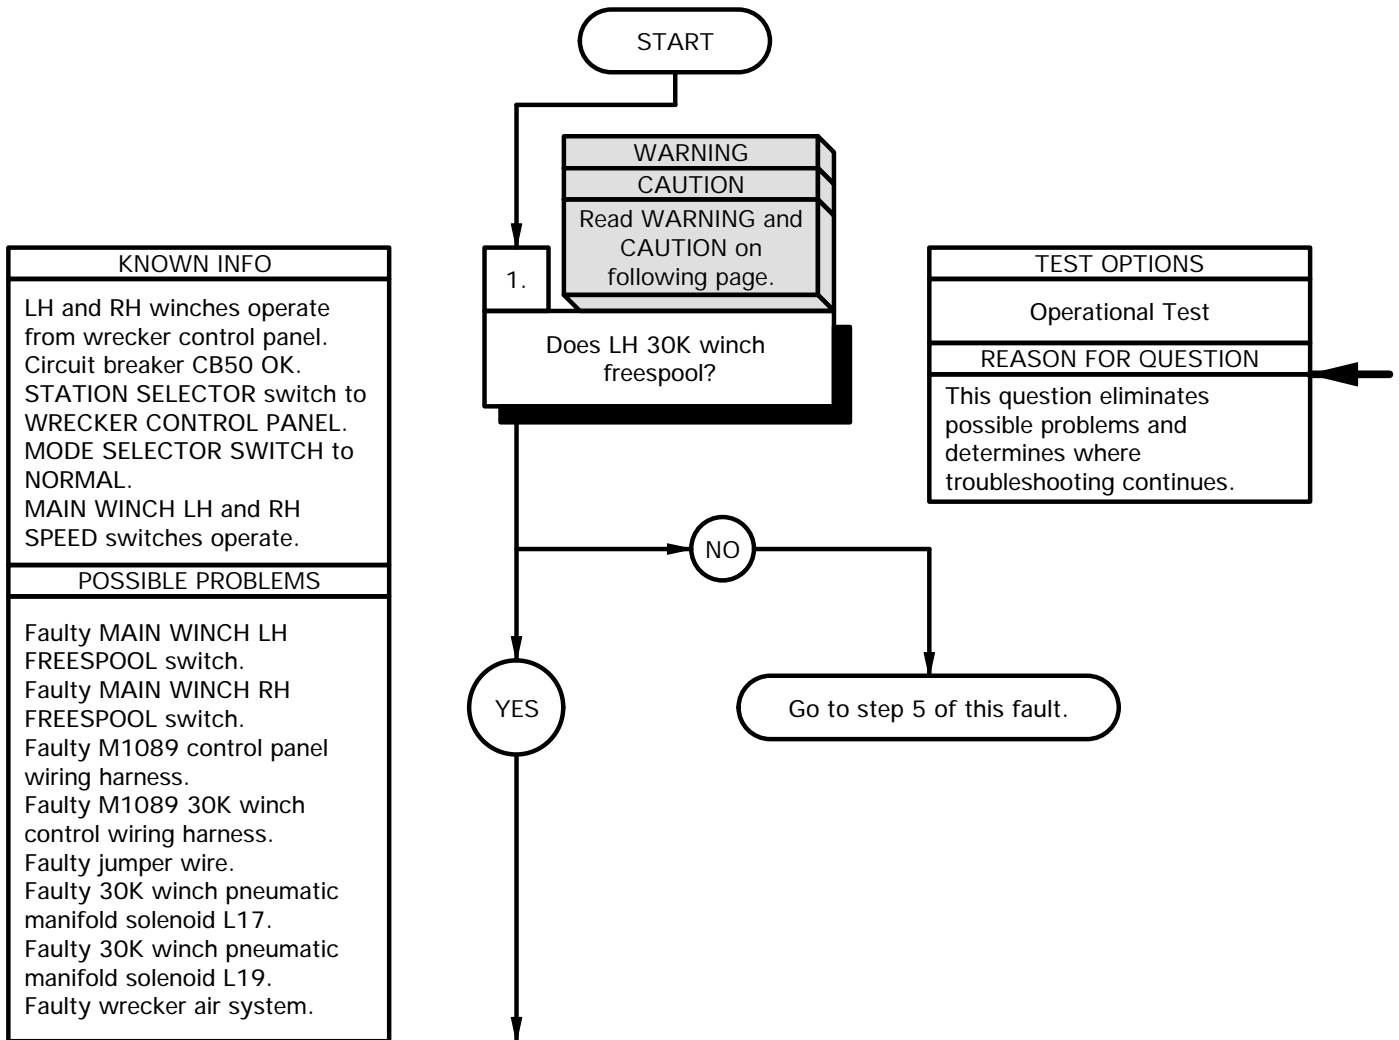 START
WARNING
CAUTION
Read WARNING and
CAUTION on
following page.
1.
Does LH 30K winch
freespool?
KNOWN INFO
LH and RH winches operate
from wrecker control panel.
Circuit breaker CB50 OK.
STATION SELECTOR switch to
WRECKER CONTROL PANEL.
MODE SELECTOR SWITCH to
NORMAL.
MAIN WINCH LH and RH
SPEED switches operate.
POSSIBLE PROBLEMS
Faulty MAIN WINCH LH
FREESPOOL switch.
Faulty MAIN WINCH RH
FREESPOOL switch.
Faulty M1089 control panel
wiring harness.
Faulty M1089 30K winch
control wiring harness.
Faulty jumper wire.
Faulty 30K winch pneumatic
manifold solenoid L17.
Faulty 30K winch pneumatic
manifold solenoid L19.
Faulty wrecker air system.
TEST OPTIONS
Operational Test
REASON FOR QUESTION
This question eliminates
possible problems and
determines where
troubleshooting continues.
NO
YES
Go to step 5 of this fault.